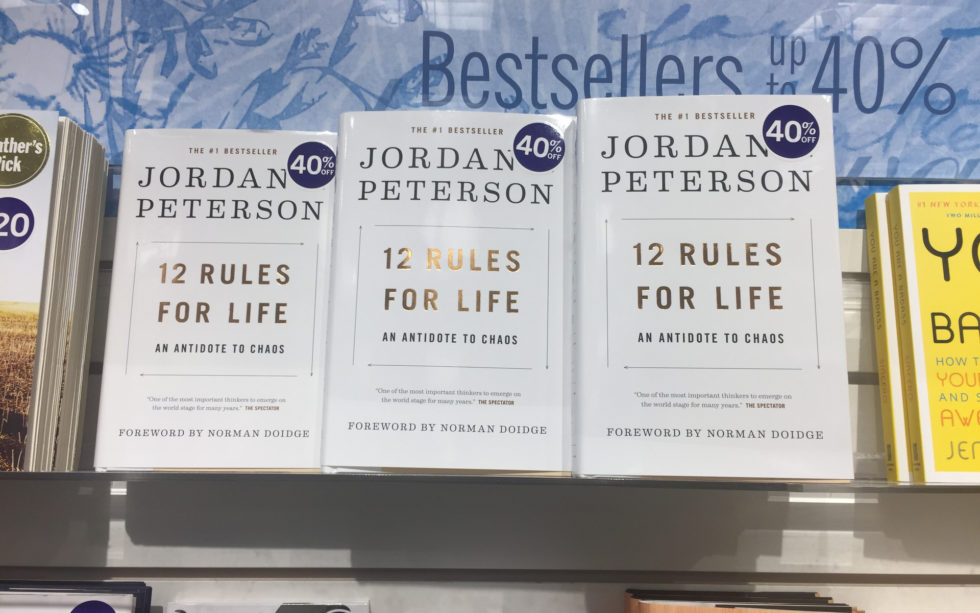 Bestsellers up to 40%
ather's
ick
20
THE #1 BESTSELLER
40% OFF
JORDAN
PETERSON
12 RULES
FOR LIFE
AN ANTIDOTE TO CHAOS
"One of the most important thinkers to emerge on
the world stage for many years." THE SPECTATOR
FOREWORD BY NORMAN DOIDGE
THE #1 BESTSELLER
40% OFF
JORDAN
PETERSON
12 RULES
FOR LIFE
AN ANTIDOTE TO CHAOS
"One of the most important thinkers to emerge on
the world stage for many years." THE SPECTATOR
FOREWORD BY NORMAN DOIDGE
THE #1 BESTSELLER
40% OFF
JORDAN
PETERSON
12 RULES
FOR LIFE
AN ANTIDOTE TO CHAOS
"One of the most important thinkers to emerge on
the world stage for many years." THE SPECTATOR
FOREWORD BY NORMAN DOIDGE
YOU ARE A BADASS
#1 NEW YORK
TWO MILL
YO
BA
HOW T
YOUR
AND S
AW
JEN